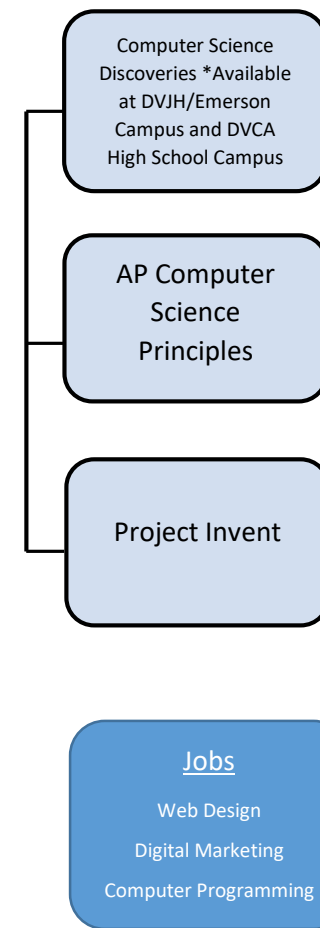 Computer Science
Discoveries *Available
at DVJH/Emerson
Campus and DVCA
High School Campus
AP Computer
Science
Principles
Project Invent
Jobs
Web Design
Digital Marketing
Computer Programming